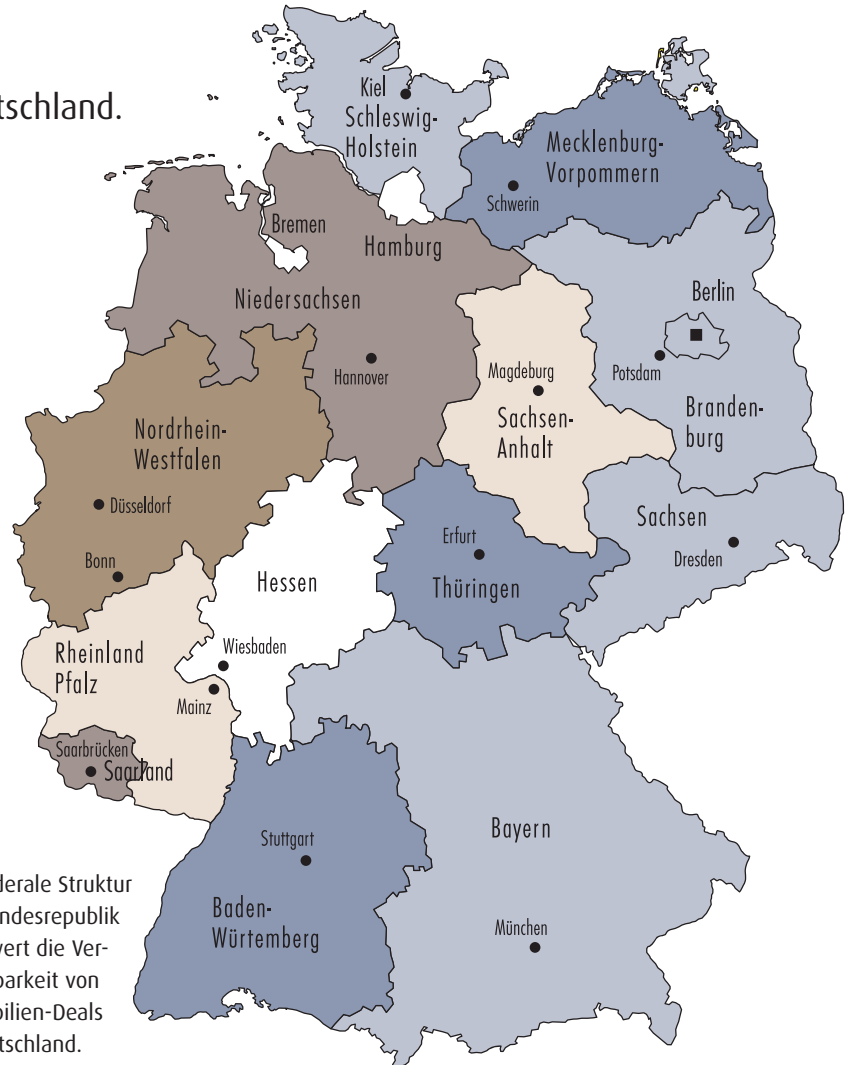 tschland.
Kiel
Schleswig-
Holstein
Mecklenburg-
Vorpommern
Schwerin
Bremen
Hamburg
Niedersachsen
Hannover
Berlin
Potsdam
Branden-
burg
Magdeburg
Sachsen-
Anhalt
Nordrhein-
Westfalen
Düsseldorf
Bonn
Sachsen
Dresden
Erfurt
Thüringen
Hessen
Wiesbaden
Rheinland
Pfalz
Mainz
Saarbrücken
Saarland
Stuttgart
Baden-
Würtemberg
Bayern
München
derale Struktur
ndesrepublik
vert die Ver-
barkeit von
bilien-Deals
tschland.